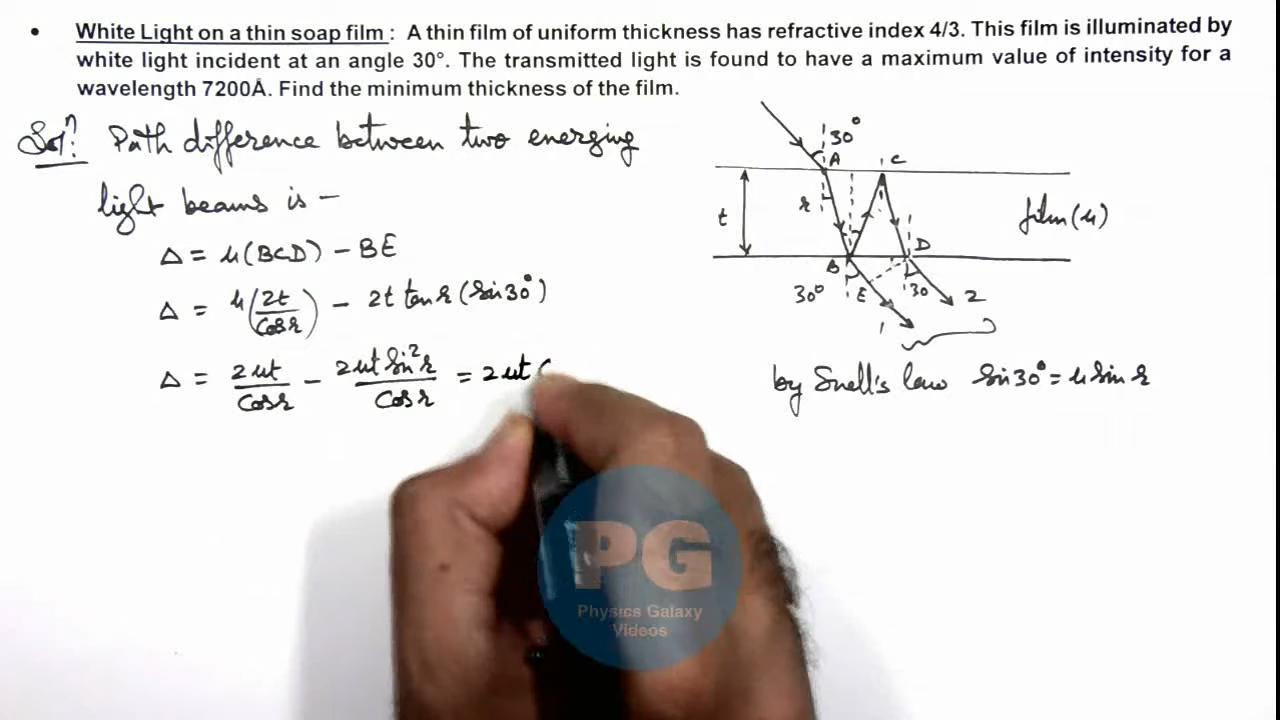 • White Light on a thin soap film : A thin film of uniform thickness has refractive index 4/3. This film is illuminated by
white light incident at an angle 30°. The transmitted light is found to have a maximum value of intensity for a
wavelength 7200Å. Find the minimum thickness of the film.
Solⁿ: Path difference between two energing
light beams is –
Δ = μ(BCD) – BE
Δ = μ(2t/cos r) – 2t tan r (sin 30°)
Δ = 2μt/cos r – 2μt sin² r/cos r = 2μt
30°
A
C
r
t
film(μ)
B
D
30°
E
30
2
1
by Snell's law sin 30° = μ sin r
PG
Physics Galaxy
Videos